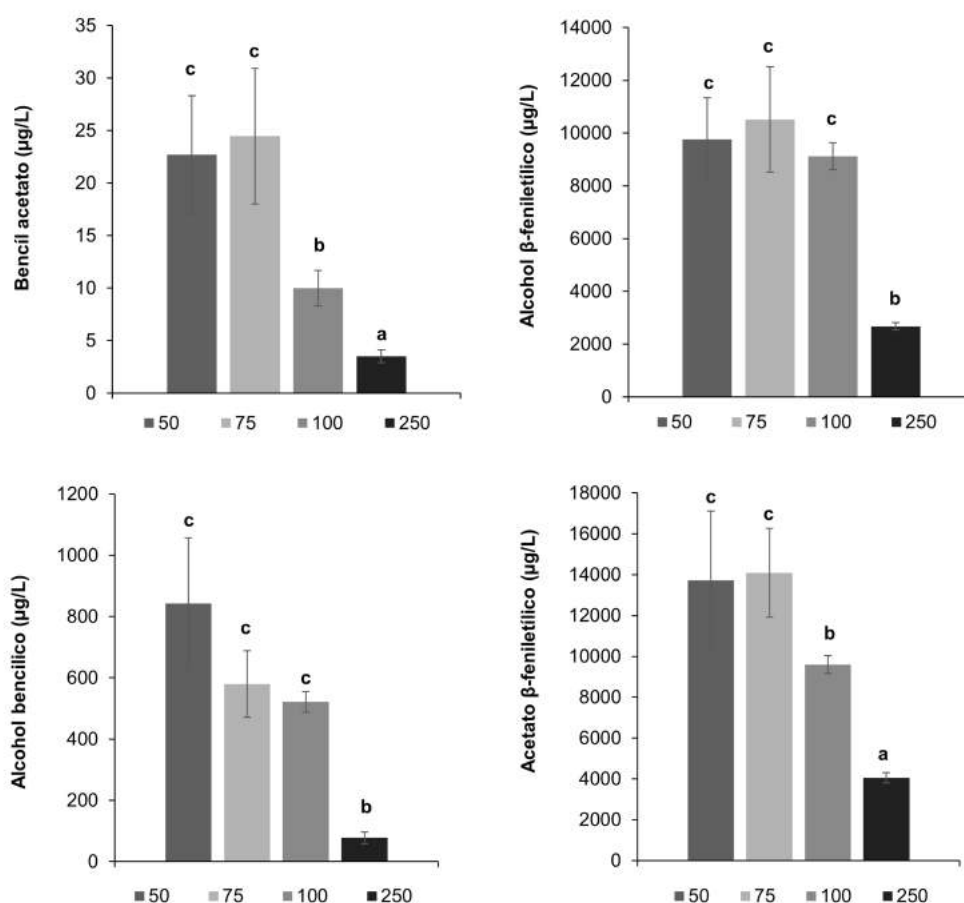 Bencil acetato (µg/L)
35
30
25
20
15
10
5
0
c
c
b
a
50 75 100 250
Alcohol β-feniletílico (µg/L)
14000
12000
10000
8000
6000
4000
2000
0
c
c
c
b
50 75 100 250
Alcohol bencilico (µg/L)
1200
1000
800
600
400
200
0
c
c
c
b
50 75 100 250
Acetato β-feniletílico (µg/L)
18000
16000
14000
12000
10000
8000
6000
4000
2000
0
c
c
b
a
50 75 100 250